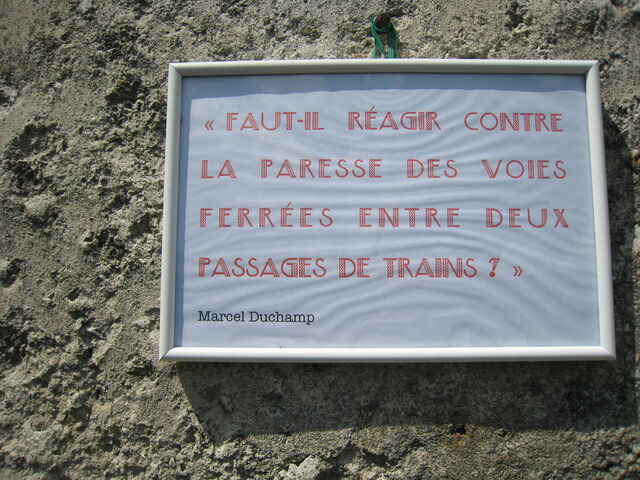 « FAUT-IL RÉAGIR CONTRE
LA PARESSE DES VOIES
FERRÉES ENTRE DEUX
PASSAGES DE TRAINS ? »
Marcel Duchamp